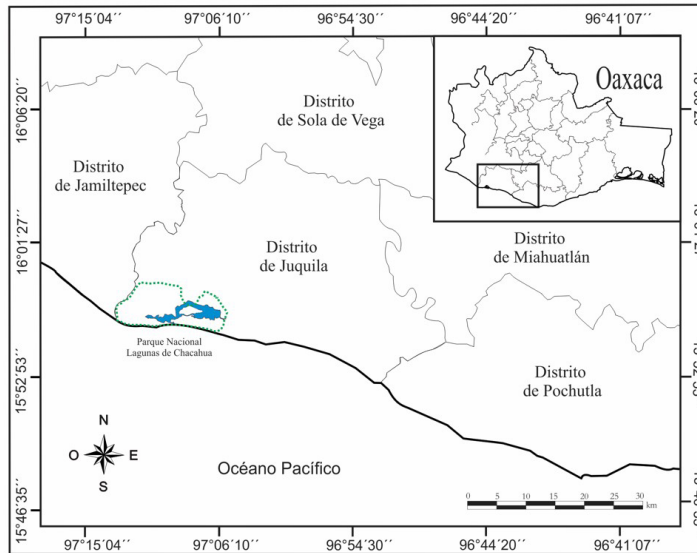 97°15´04´´ 97°06´10´´ 96°54´30´´ 96°44´20´´ 96°41´07´´
Oaxaca
16°06´20´´
Distrito
de Sola de Vega
Distrito
de Jamiltepec
16°01´27´´
Distrito
de Juquila
Distrito
de Miahuatlán
Parque Nacional
Lagunas de Chacahua
15°52´53´´
Distrito
de Pochutla
N
O E
S
Océano Pacífico
0 5 10 15 20 25 30
km
15°46´35´´
97°15´04´´ 97°06´10´´ 96°54´30´´ 96°44´20´´ 96°41´07´´